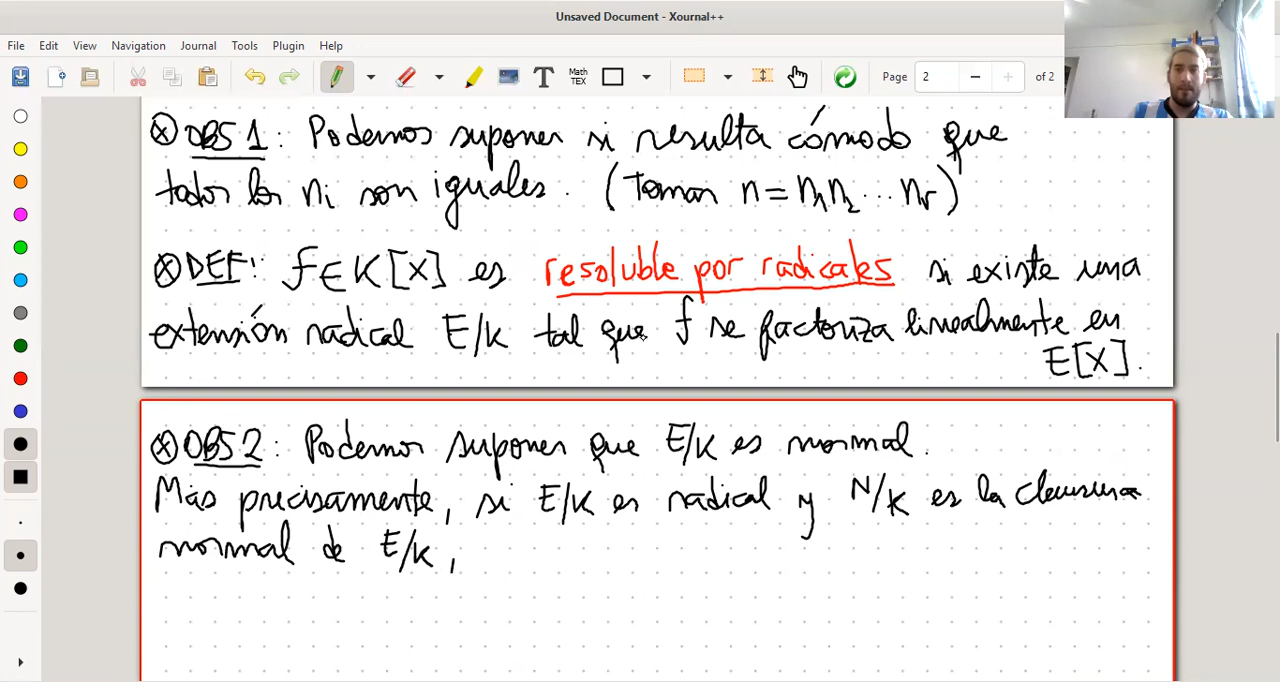 Unsaved Document - Xournal++
File Edit View Navigation Journal Tools Plugin Help
Math TEX Page 2 of 2
⊗ OBS 1: Podemos suponer si resulta cómodo que
todos los ni son iguales. (Tomar n = n1n2 ... nr)
⊗ DEF: f ∈ K[X] es resoluble por radicales si existe una
extensión radical E/K tal que f se factoriza linealmente en
E[X].
⊗ OBS 2: Podemos suponer que E/K es normal.
Más precisamente, si E/K es radical y N/K es la clausura
normal de E/K,